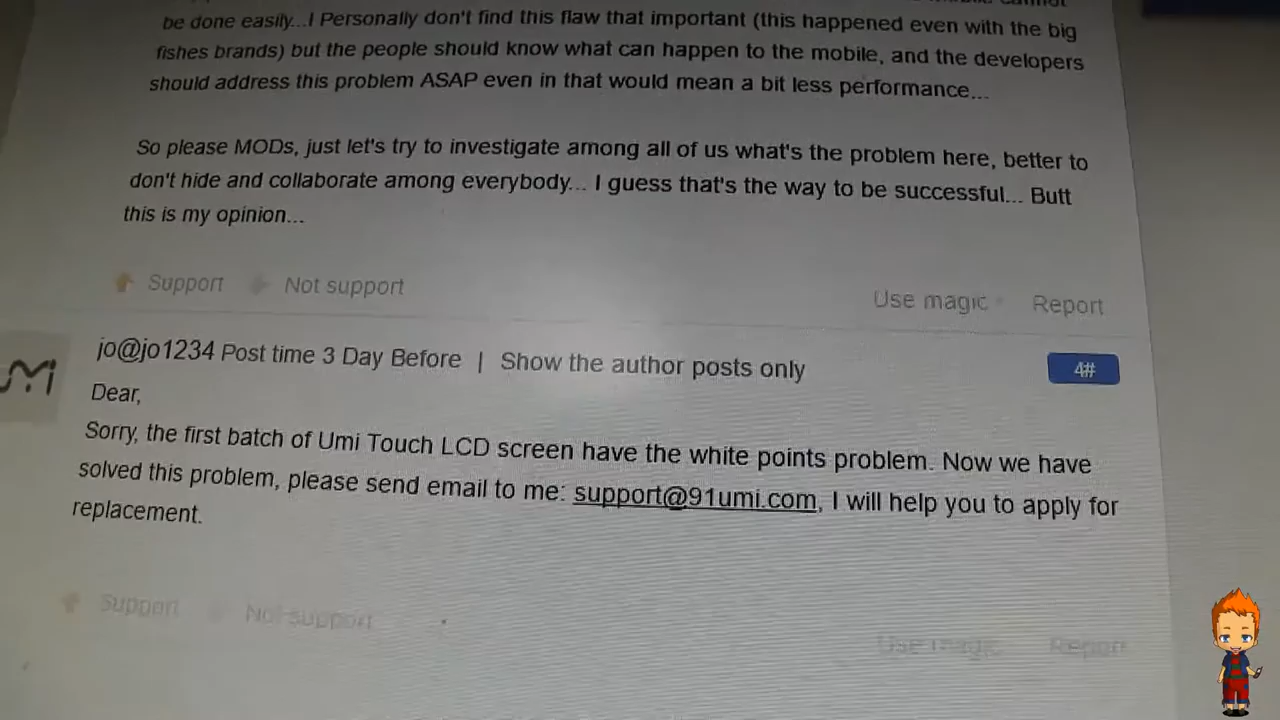 be done easily...I Personally don't find this flaw that important (this happened even with the big
fishes brands) but the people should know what can happen to the mobile, and the developers
should address this problem ASAP even in that would mean a bit less performance...
So please MODs, just let's try to investigate among all of us what's the problem here, better to
don't hide and collaborate among everybody... I guess that's the way to be successful... Butt
this is my opinion...
Support Not support Use magic Report
jo@jo1234 Post time 3 Day Before | Show the author posts only 4#
Dear,
Sorry, the first batch of Umi Touch LCD screen have the white points problem. Now we have
solved this problem, please send email to me: support@91umi.com, I will help you to apply for
replacement.
Support Not support Use magic Report